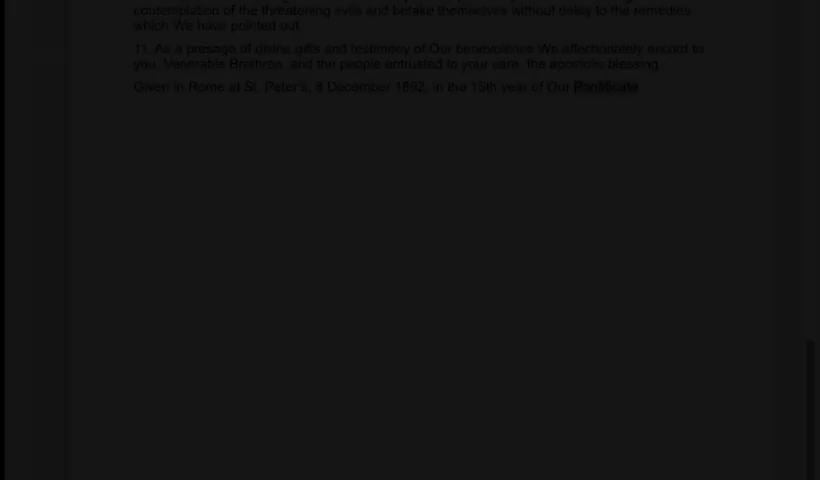 contemplation of the threatening evils and betake themselves without delay to the remedies
which We have pointed out.
11. As a presage of divine gifts and testimony of Our benevolence We affectionately accord to
you, Venerable Brethren, and the people entrusted to your care, the apostolic blessing.
Given in Rome at St. Peter's, 8 December 1892, in the 15th year of Our Pontificate.